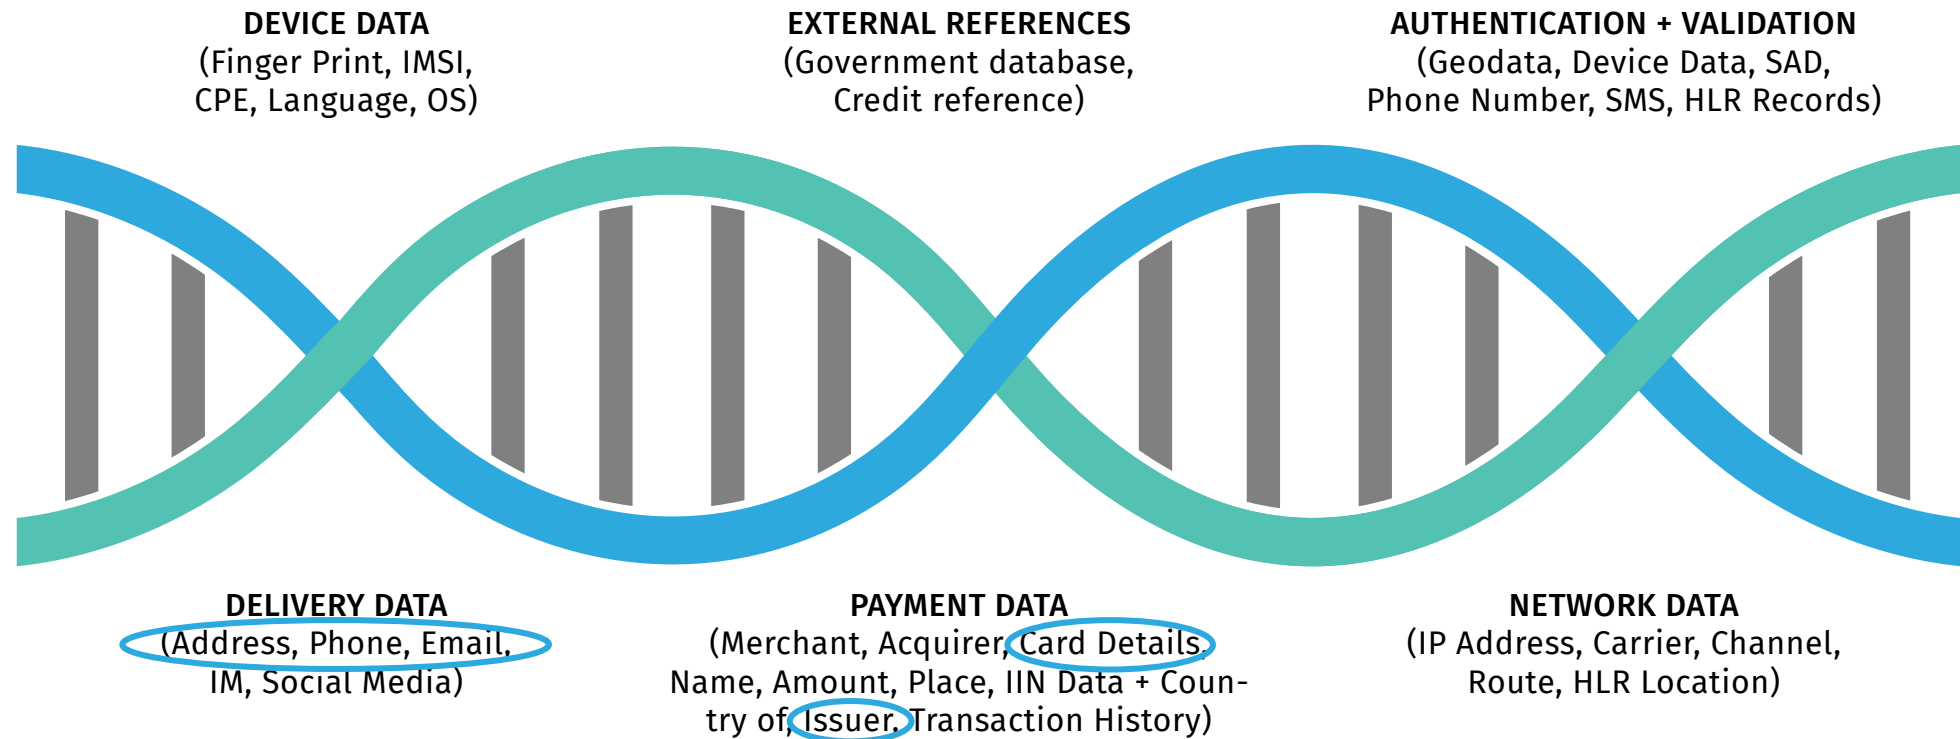 DEVICE DATA
(Finger Print, IMSI,
CPE, Language, OS)
EXTERNAL REFERENCES
(Government database,
Credit reference)
AUTHENTICATION + VALIDATION
(Geodata, Device Data, SAD,
Phone Number, SMS, HLR Records)
DELIVERY DATA
(Address, Phone, Email,
IM, Social Media)
PAYMENT DATA
(Merchant, Acquirer, Card Details,
Name, Amount, Place, IIN Data + Coun-
try of, Issuer, Transaction History)
NETWORK DATA
(IP Address, Carrier, Channel,
Route, HLR Location)